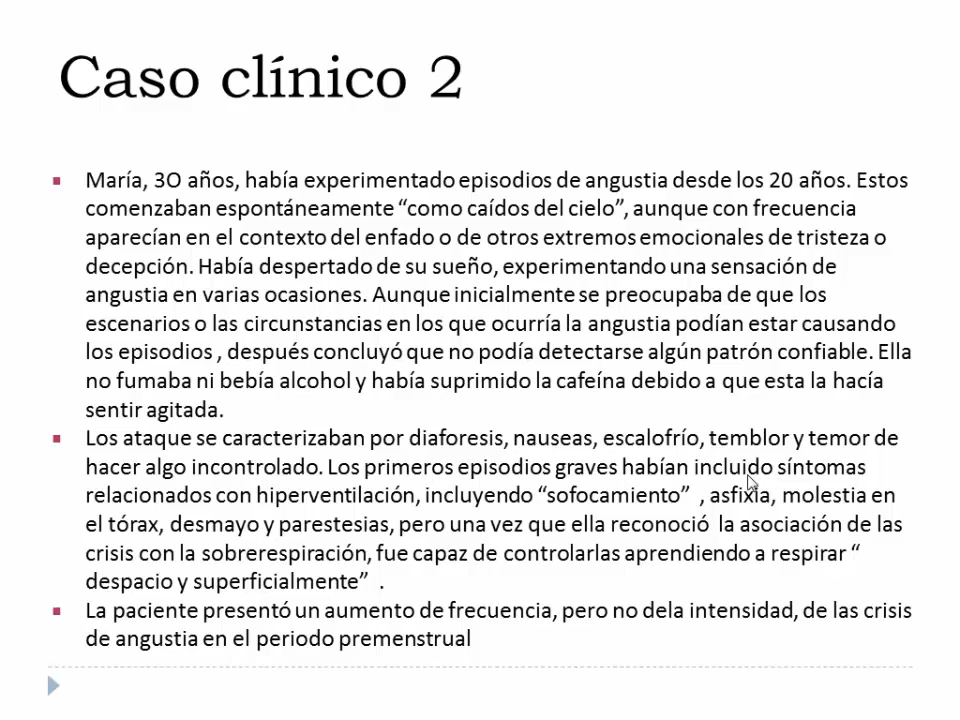 Caso clínico 2
María, 3O años, había experimentado episodios de angustia desde los 20 años. Estos
comenzaban espontáneamente “como caídos del cielo”, aunque con frecuencia
aparecían en el contexto del enfado o de otros extremos emocionales de tristeza o
decepción. Había despertado de su sueño, experimentando una sensación de
angustia en varias ocasiones. Aunque inicialmente se preocupaba de que los
escenarios o las circunstancias en los que ocurría la angustia podían estar causando
los episodios , después concluyó que no podía detectarse algún patrón confiable. Ella
no fumaba ni bebía alcohol y había suprimido la cafeína debido a que esta la hacía
sentir agitada.
Los ataque se caracterizaban por diaforesis, nauseas, escalofrío, temblor y temor de
hacer algo incontrolado. Los primeros episodios graves habían incluido síntomas
relacionados con hiperventilación, incluyendo “sofocamiento” , asfixia, molestia en
el tórax, desmayo y parestesias, pero una vez que ella reconoció la asociación de las
crisis con la sobrerespiración, fue capaz de controlarlas aprendiendo a respirar “
despacio y superficialmente” .
La paciente presentó un aumento de frecuencia, pero no dela intensidad, de las crisis
de angustia en el periodo premenstrual